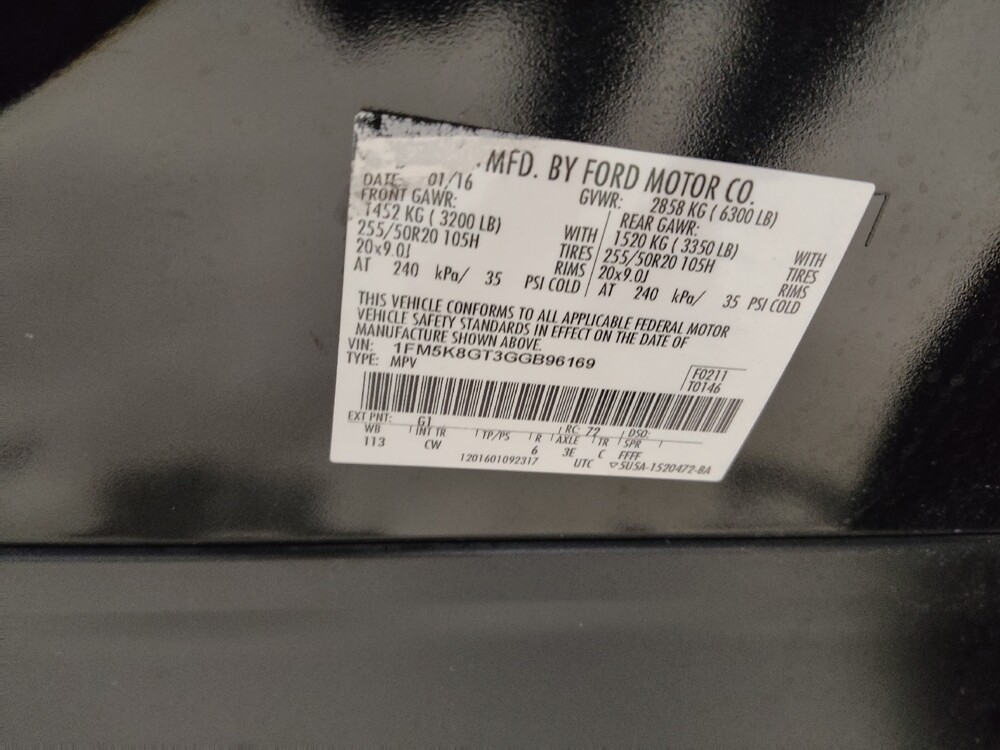 MFD. BY FORD MOTOR CO.
DATE 01/16 GVWR: 2858 KG ( 6300 LB)
FRONT GAWR: REAR GAWR:
1452 KG ( 3200 LB) WITH 1520 KG ( 3350 LB) WITH
255/50R20 105H TIRES 255/50R20 105H TIRES
20x9.0J RIMS 20x9.0J RIMS
AT 240 kPa/ 35 PSI COLD AT 240 kPa/ 35 PSI COLD
THIS VEHICLE CONFORMS TO ALL APPLICABLE FEDERAL MOTOR
VEHICLE SAFETY STANDARDS IN EFFECT ON THE DATE OF
MANUFACTURE SHOWN ABOVE.
VIN: 1FM5K8GT3GGB96169
TYPE: MPV
F0211
T0146
EXT PNT: G1 RC: 72 DSO:
WB INT TR TP/PS R AXLE TR SPR
113 CW 6 3E C FFFF
1201601092317 UTC ▽5U5A-1520472-BA